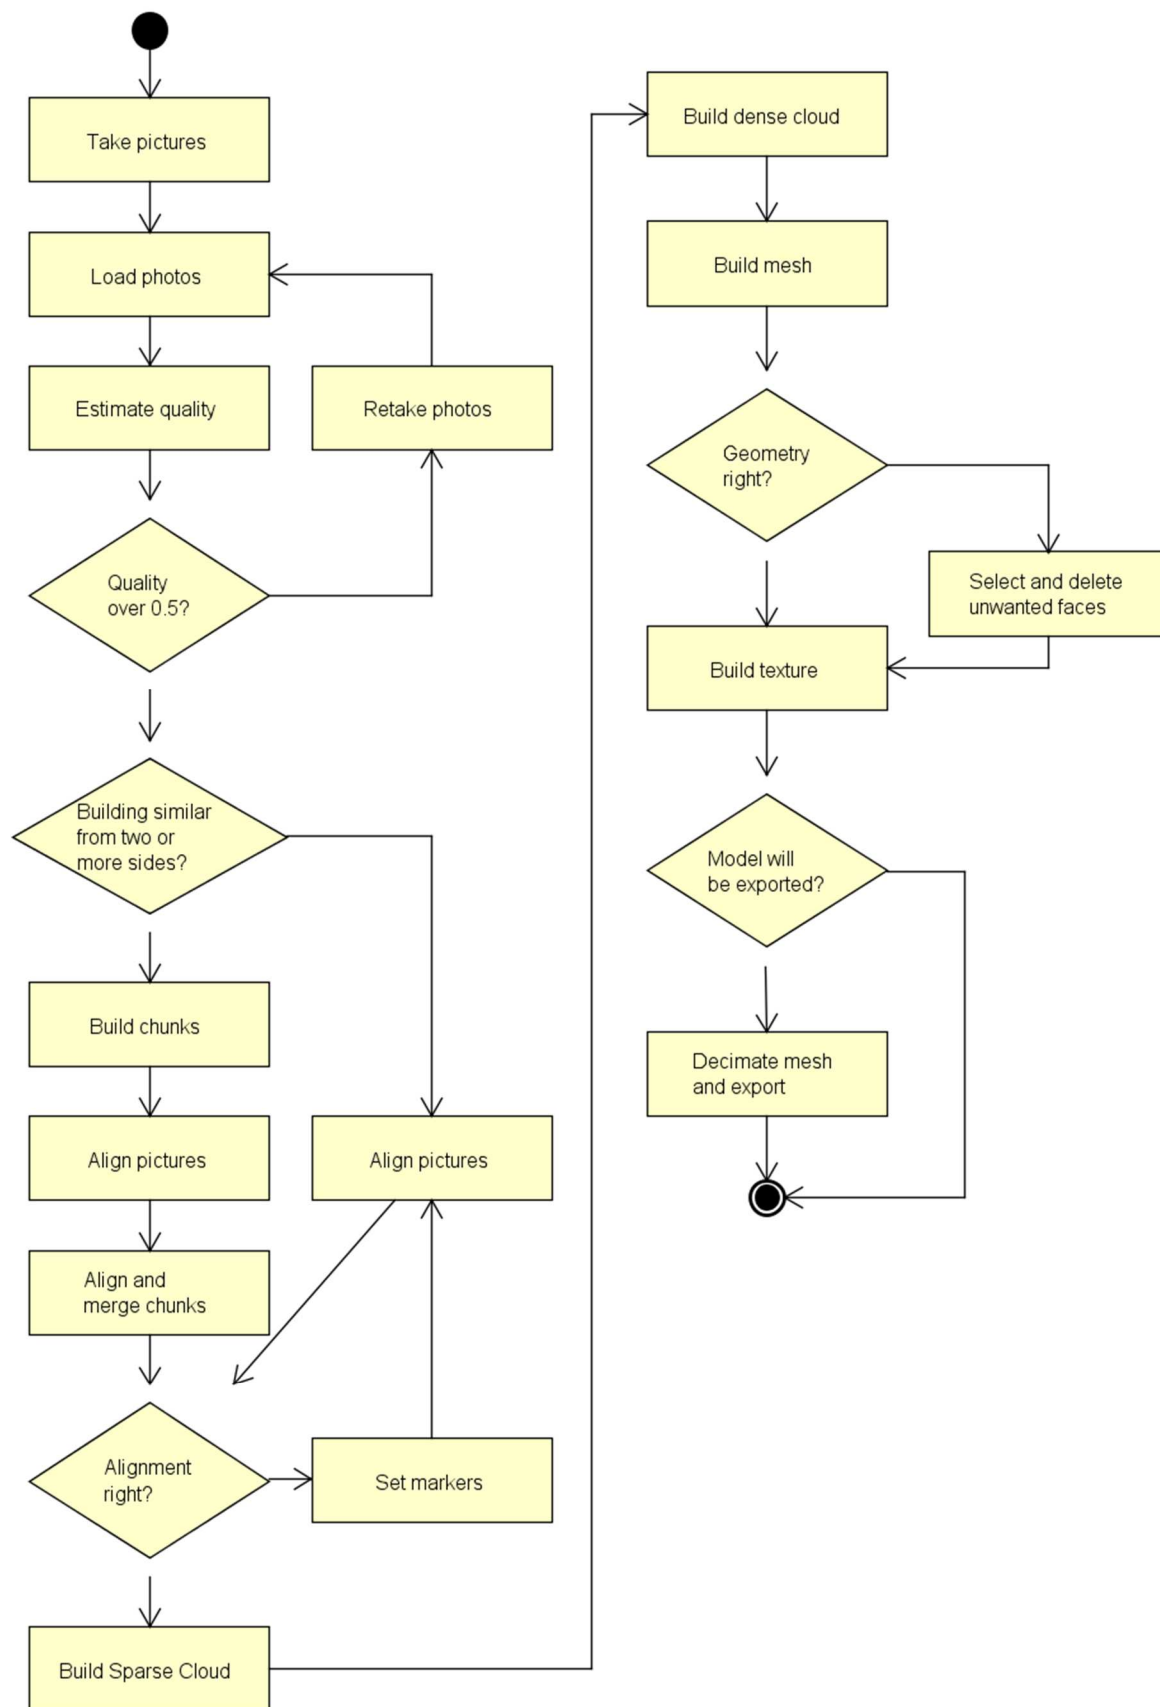 Take pictures
Load photos
Estimate quality
Retake photos
Quality
over 0.5?
Building similar
from two or
more sides?
Build chunks
Align pictures
Align pictures
Align and
merge chunks
Alignment
right?
Set markers
Build Sparse Cloud
Build dense cloud
Build mesh
Geometry
right?
Select and delete
unwanted faces
Build texture
Model will
be exported?
Decimate mesh
and export